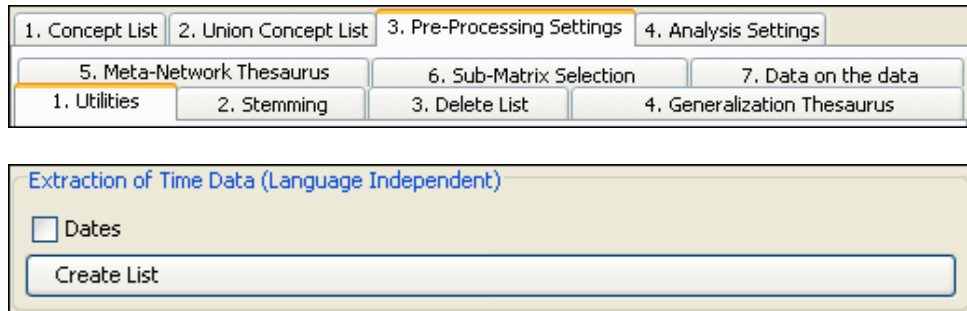 1. Concept List 2. Union Concept List 3. Pre-Processing Settings 4. Analysis Settings
5. Meta-Network Thesaurus 6. Sub-Matrix Selection 7. Data on the data
1. Utilities 2. Stemming 3. Delete List 4. Generalization Thesaurus
Extraction of Time Data (Language Independent)
Dates
Create List